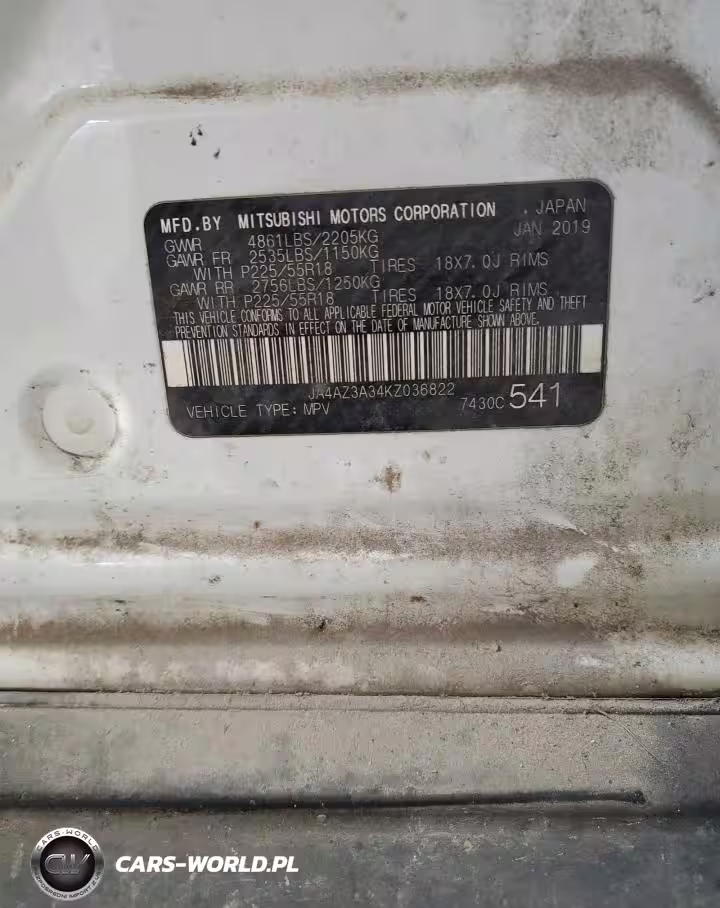 MFD.BY MITSUBISHI MOTORS CORPORATION , JAPAN
GVWR 4861LBS/2205KG JAN 2019
GAWR FR 2535LBS/1150KG
WITH P225/55R18 TIRES 18X7.0J RIMS
GAWR RR 2756LBS/1250KG
WITH P225/55R18 TIRES 18X7.0J RIMS
THIS VEHICLE CONFORMS TO ALL APPLICABLE FEDERAL MOTOR VEHICLE SAFETY AND THEFT
PREVENTION STANDARDS IN EFFECT ON THE DATE OF MANUFACTURE SHOWN ABOVE.
JA4AZ3A34KZ036822
VEHICLE TYPE: MPV 7430C 541
CARS-WORLD
CW
CARS-WORLD.PL